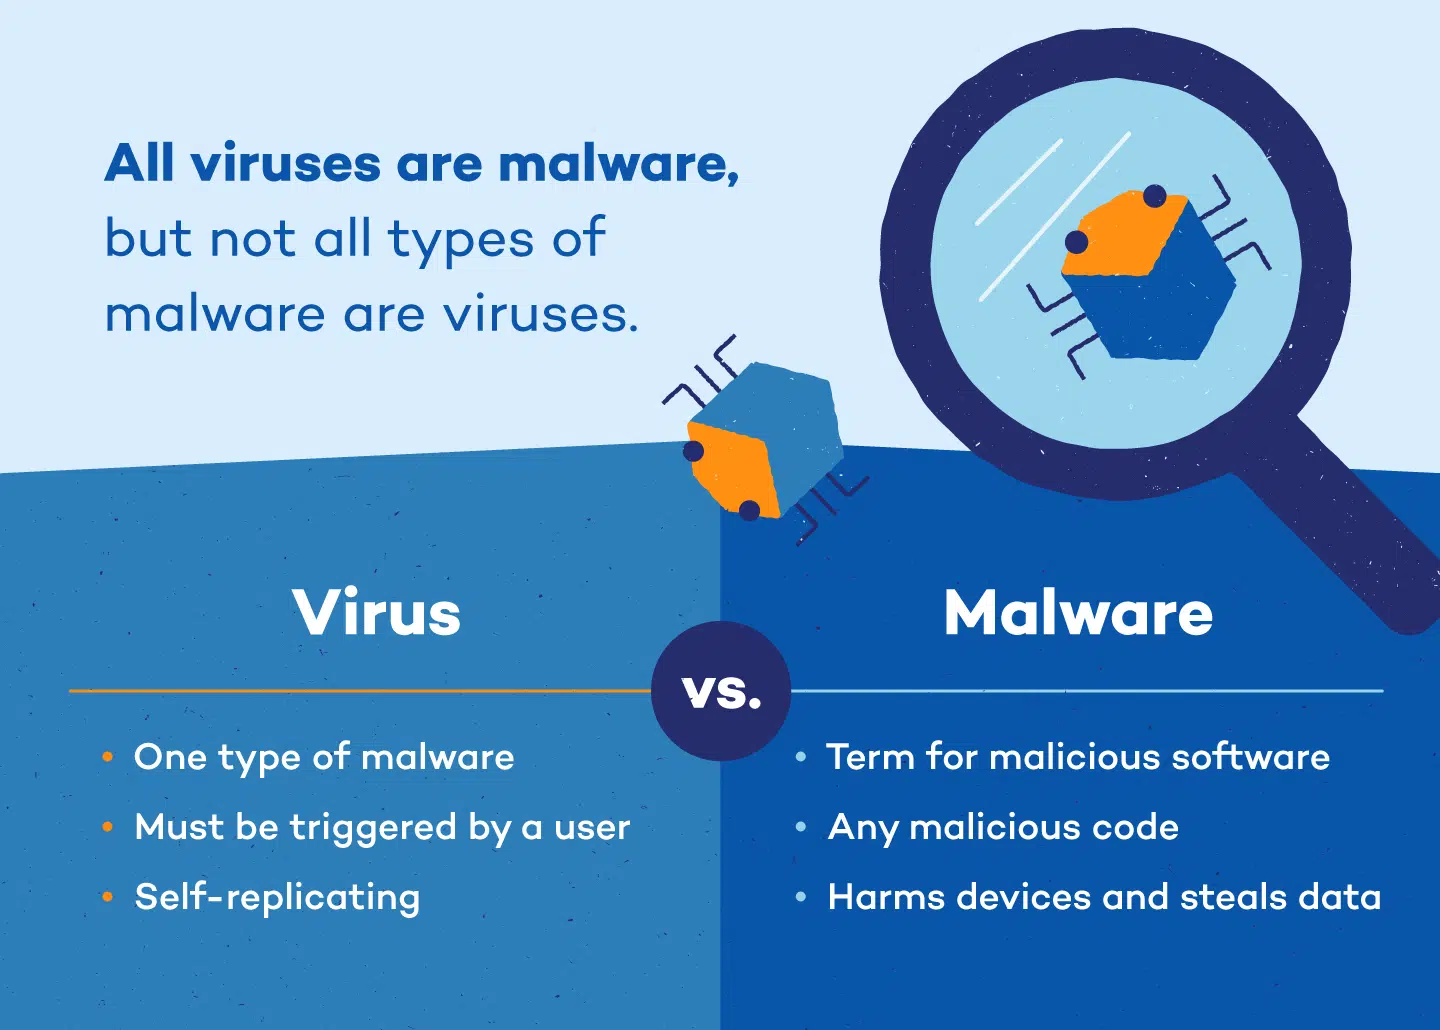 All viruses are malware,
but not all types of
malware are viruses.
Virus
vs.
Malware
• One type of malware
• Must be triggered by a user
• Self-replicating
• Term for malicious software
• Any malicious code
• Harms devices and steals data